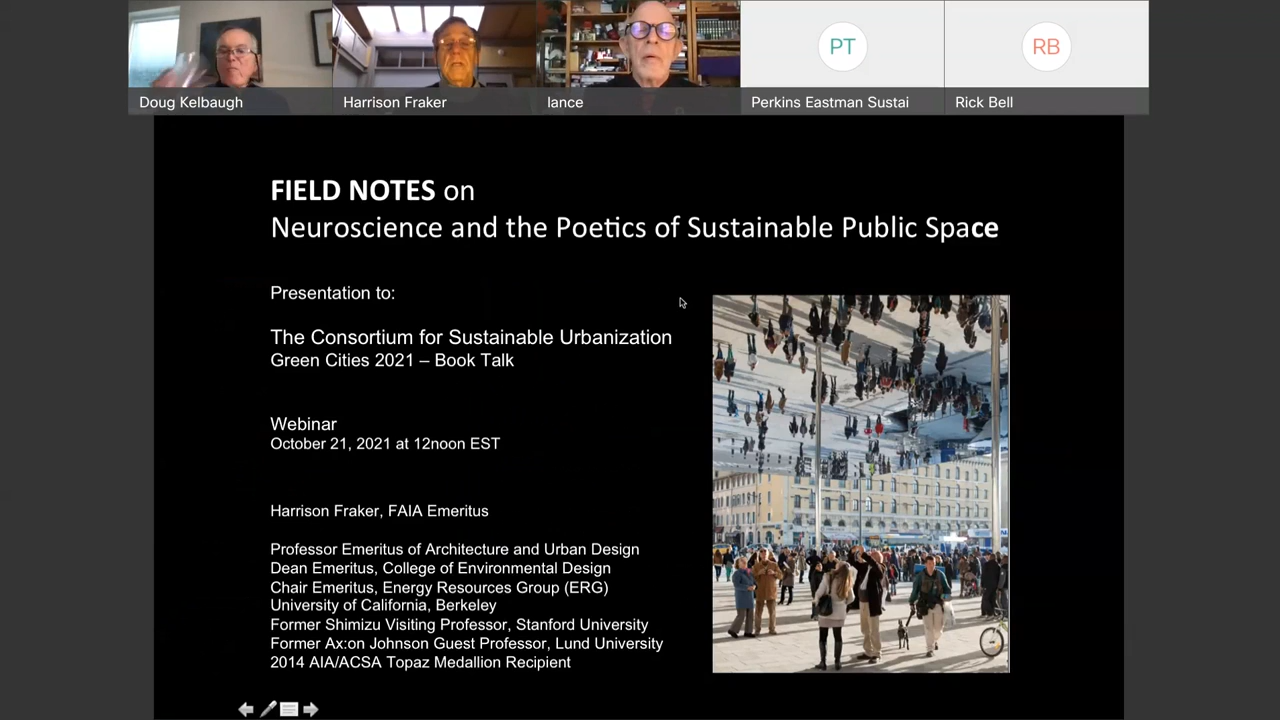 PT
RB
Doug Kelbaugh
Harrison Fraker
lance
Perkins Eastman Sustai
Rick Bell
FIELD NOTES on
Neuroscience and the Poetics of Sustainable Public Space
Presentation to:
The Consortium for Sustainable Urbanization
Green Cities 2021 – Book Talk
Webinar
October 21, 2021 at 12noon EST
Harrison Fraker, FAIA Emeritus
Professor Emeritus of Architecture and Urban Design
Dean Emeritus, College of Environmental Design
Chair Emeritus, Energy Resources Group (ERG)
University of California, Berkeley
Former Shimizu Visiting Professor, Stanford University
Former Ax:on Johnson Guest Professor, Lund University
2014 AIA/ACSA Topaz Medallion Recipient